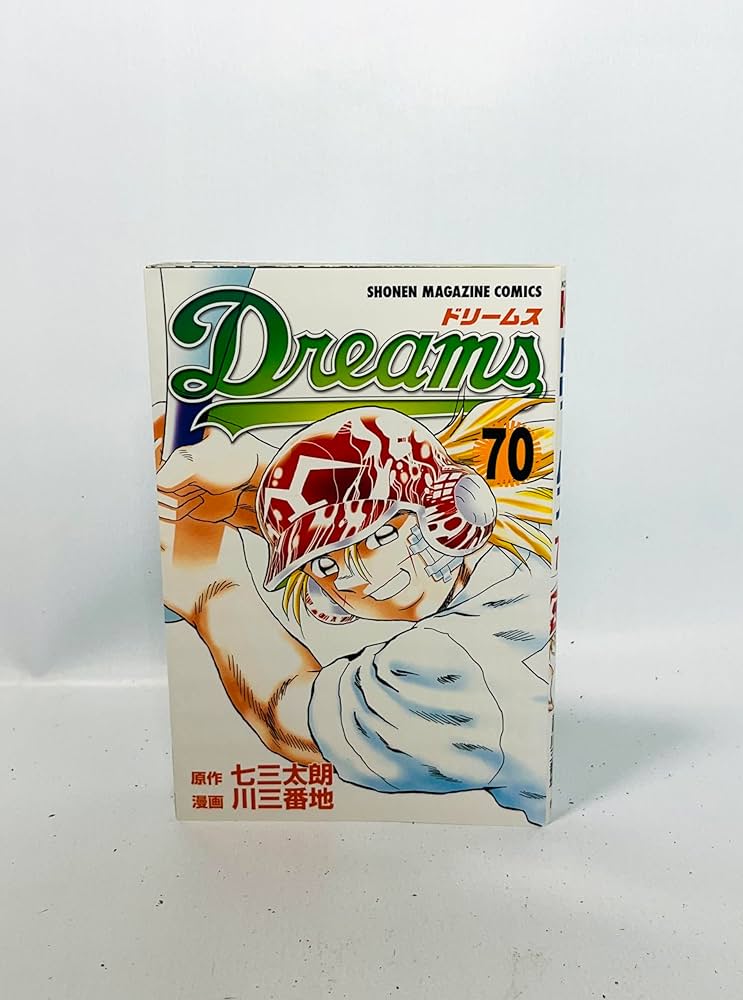 SHONEN MAGAZINE COMICS
ドリームス
Dreams
70
原作 七三太朗
漫画 川三番地